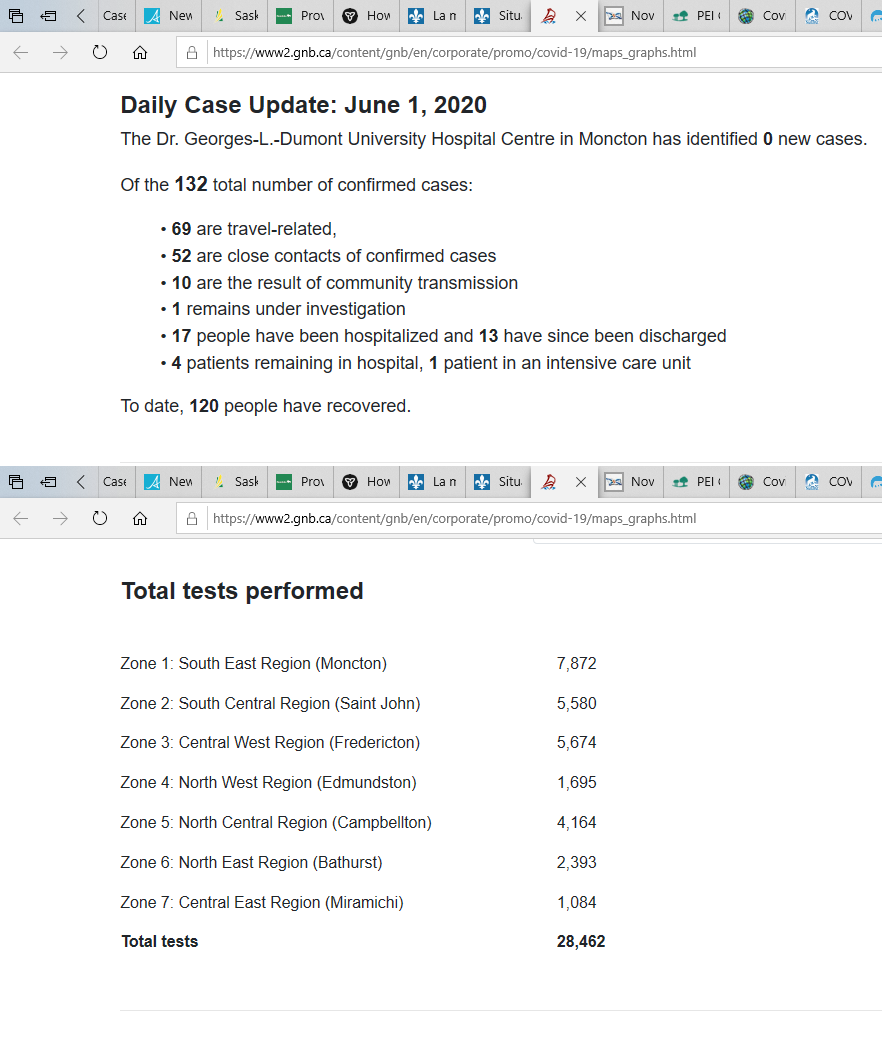 Case New Sask Prov How La m Situ Nov PEI Cov COV
https://www2.gnb.ca/content/gnb/en/corporate/promo/covid-19/maps_graphs.html
Daily Case Update: June 1, 2020
The Dr. Georges-L.-Dumont University Hospital Centre in Moncton has identified 0 new cases.
Of the 132 total number of confirmed cases:
• 69 are travel-related,
• 52 are close contacts of confirmed cases
• 10 are the result of community transmission
• 1 remains under investigation
• 17 people have been hospitalized and 13 have since been discharged
• 4 patients remaining in hospital, 1 patient in an intensive care unit
To date, 120 people have recovered.
Case New Sask Prov How La m Situ Nov PEI Cov COV
https://www2.gnb.ca/content/gnb/en/corporate/promo/covid-19/maps_graphs.html
Total tests performed
Zone 1: South East Region (Moncton) 7,872
Zone 2: South Central Region (Saint John) 5,580
Zone 3: Central West Region (Fredericton) 5,674
Zone 4: North West Region (Edmundston) 1,695
Zone 5: North Central Region (Campbellton) 4,164
Zone 6: North East Region (Bathurst) 2,393
Zone 7: Central East Region (Miramichi) 1,084
Total tests 28,462